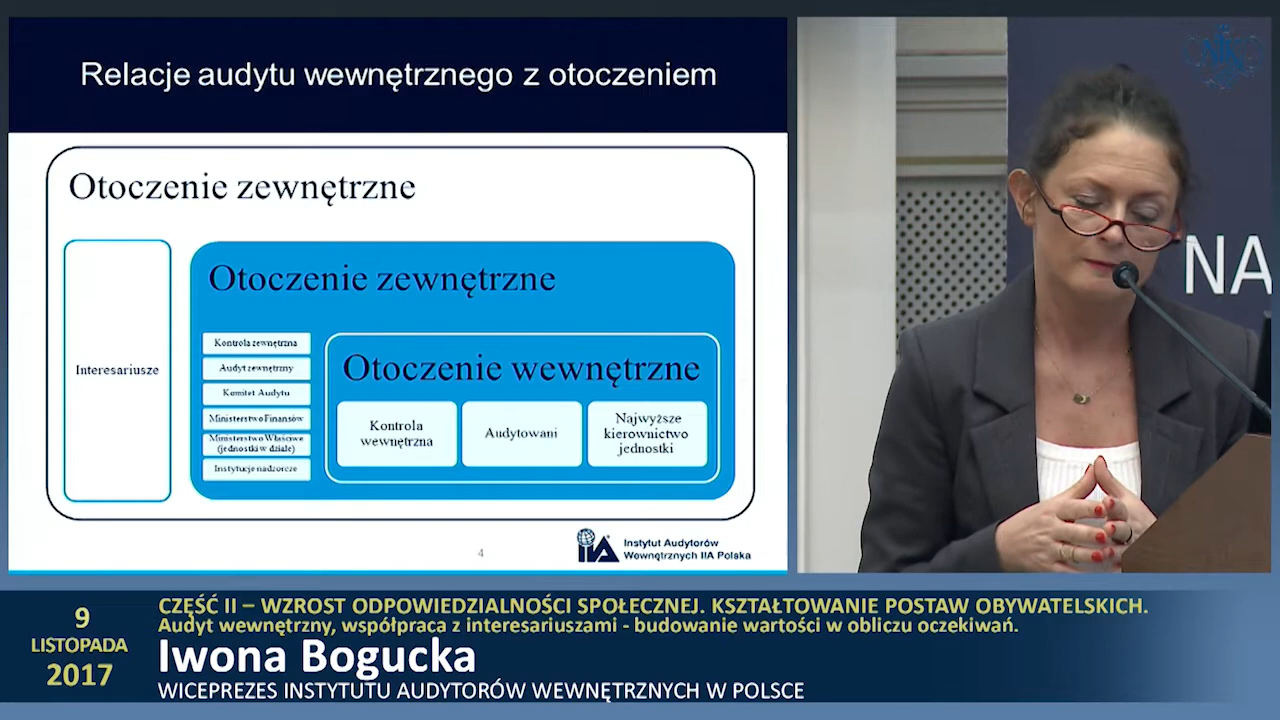 Relacje audytu wewnętrznego z otoczeniem
Otoczenie zewnętrzne
Interesariusze
Otoczenie zewnętrzne
Kontrola zewnętrzna
Audyt zewnętrzny
Komitet Audytu
Ministerstwo Finansów
Ministerstwo Właściwe
(jednostki w dziale)
Instytucje nadzorcze
Otoczenie wewnętrzne
Kontrola
wewnętrzna
Audytowani
Najwyższe
kierownictwo
jednostki
4
IIA
Instytut Audytorów
Wewnętrznych IIA Polska
NIK
NA
9
LISTOPADA
2017
CZĘŚĆ II – WZROST ODPOWIEDZIALNOŚCI SPOŁECZNEJ. KSZTAŁTOWANIE POSTAW OBYWATELSKICH.
Audyt wewnętrzny, współpraca z interesariuszami - budowanie wartości w obliczu oczekiwań.
Iwona Bogucka
WICEPREZES INSTYTUTU AUDYTORÓW WEWNĘTRZNYCH W POLSCE